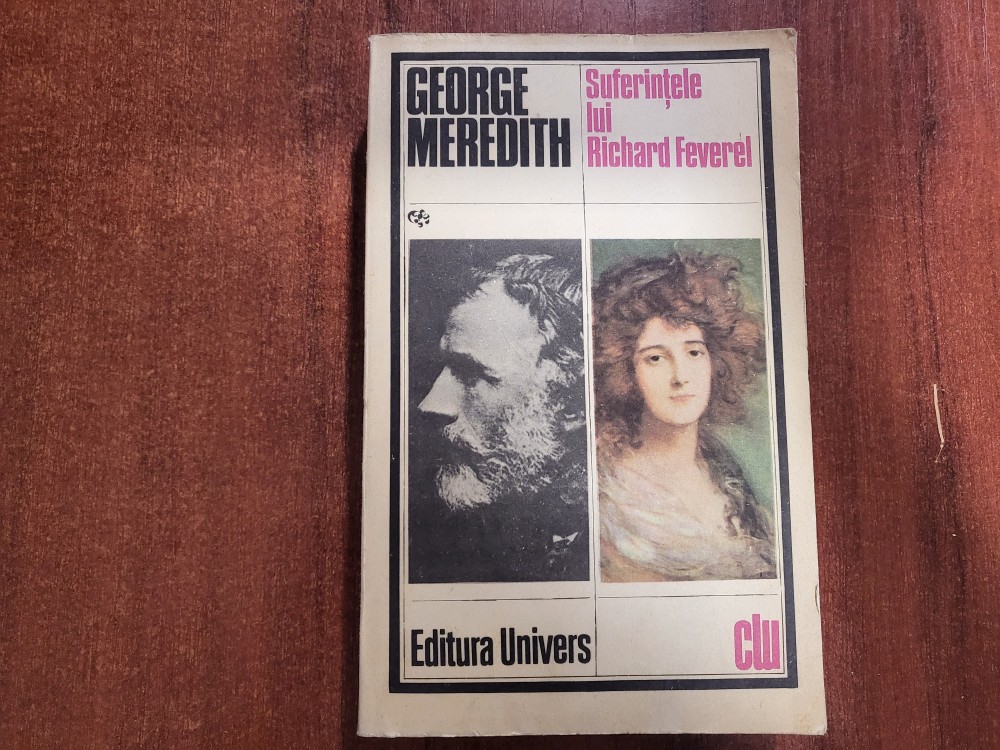 GEORGE
MEREDITH
Suferințele
lui
Richard Feverel
Editura Univers
clu